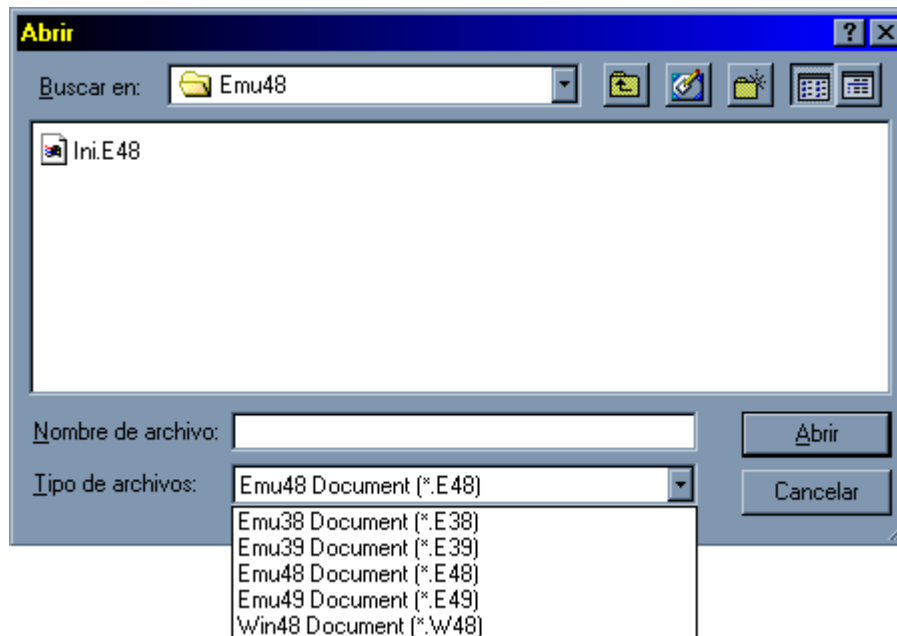 Abrir
Buscar en: Emu48
Ini.E48
Nombre de archivo: Abrir
Tipo de archivos: Emu48 Document (*.E48) Cancelar
Emu38 Document (*.E38)
Emu39 Document (*.E39)
Emu48 Document (*.E48)
Emu49 Document (*.E49)
Win48 Document (*.W48)